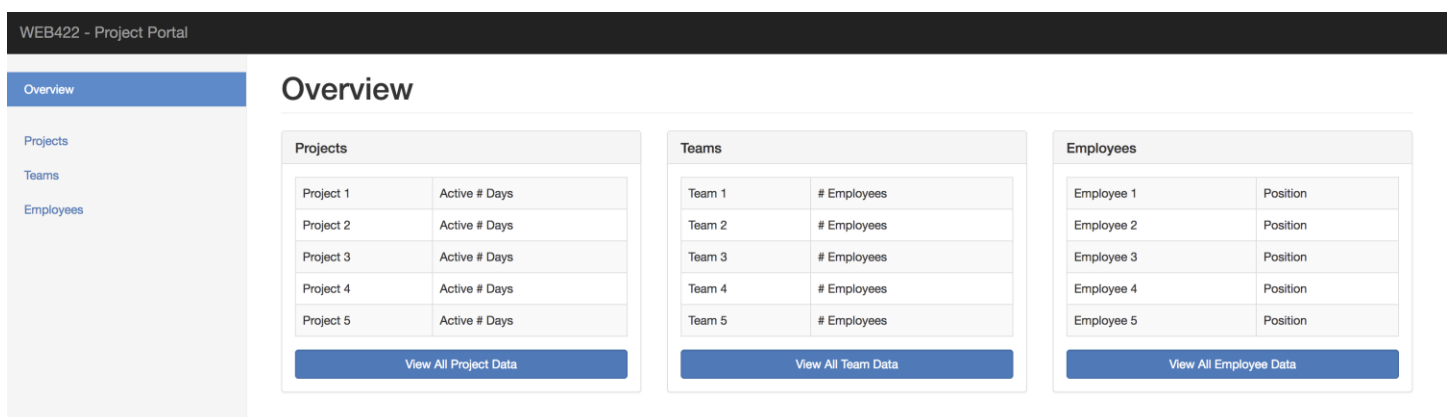 WEB422 - Project Portal
Overview
Projects
Teams
Employees
Overview
Projects
Project 1 Active # Days
Project 2 Active # Days
Project 3 Active # Days
Project 4 Active # Days
Project 5 Active # Days
View All Project Data
Teams
Team 1 # Employees
Team 2 # Employees
Team 3 # Employees
Team 4 # Employees
Team 5 # Employees
View All Team Data
Employees
Employee 1 Position
Employee 2 Position
Employee 3 Position
Employee 4 Position
Employee 5 Position
View All Employee Data